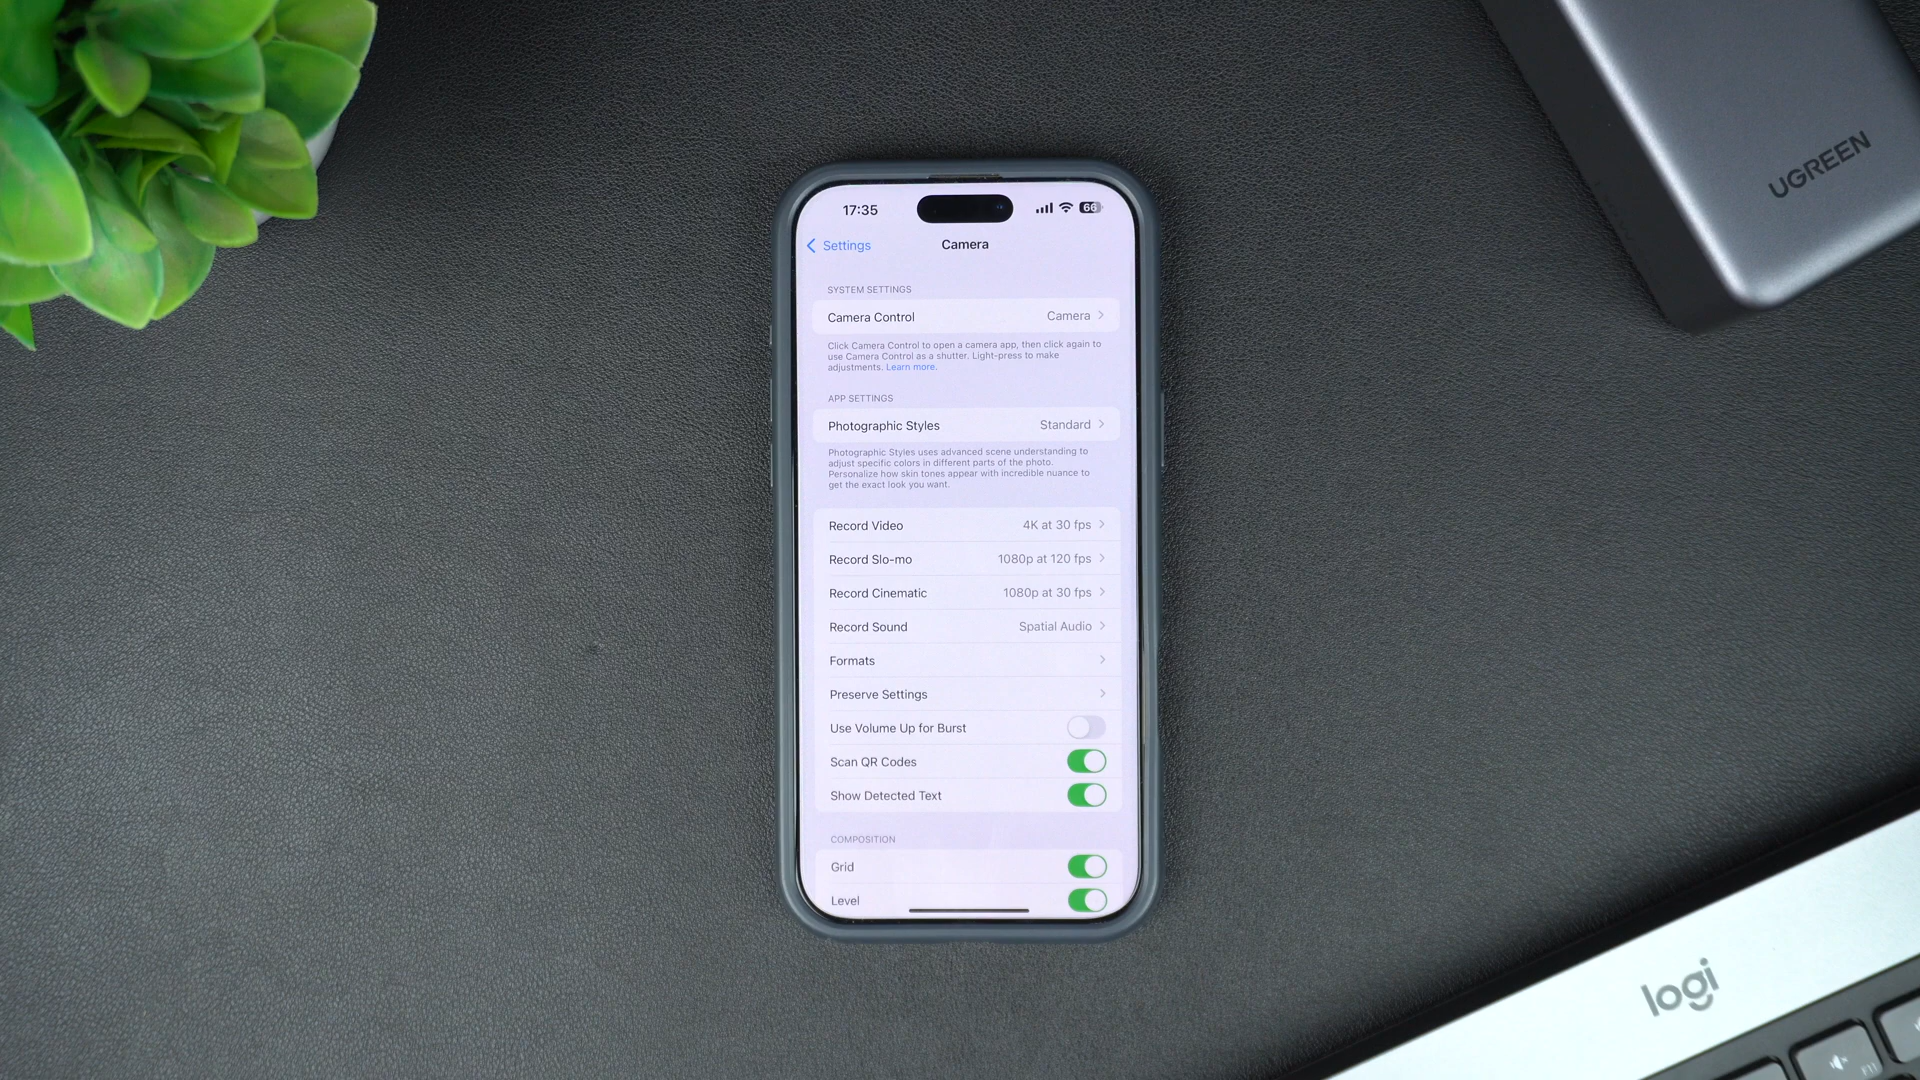 UGREEN
17:35
66
Settings
Camera
SYSTEM SETTINGS
Camera Control Camera
Click Camera Control to open a camera app, then click again to
use Camera Control as a shutter. Light-press to make
adjustments. Learn more.
APP SETTINGS
Photographic Styles Standard
Photographic Styles uses advanced scene understanding to
adjust specific colors in different parts of the photo.
Personalize how skin tones appear with incredible nuance to
get the exact look you want.
Record Video 4K at 30 fps
Record Slo-mo 1080p at 120 fps
Record Cinematic 1080p at 30 fps
Record Sound Spatial Audio
Formats
Preserve Settings
Use Volume Up for Burst
Scan QR Codes
Show Detected Text
COMPOSITION
Grid
Level
logi
F11